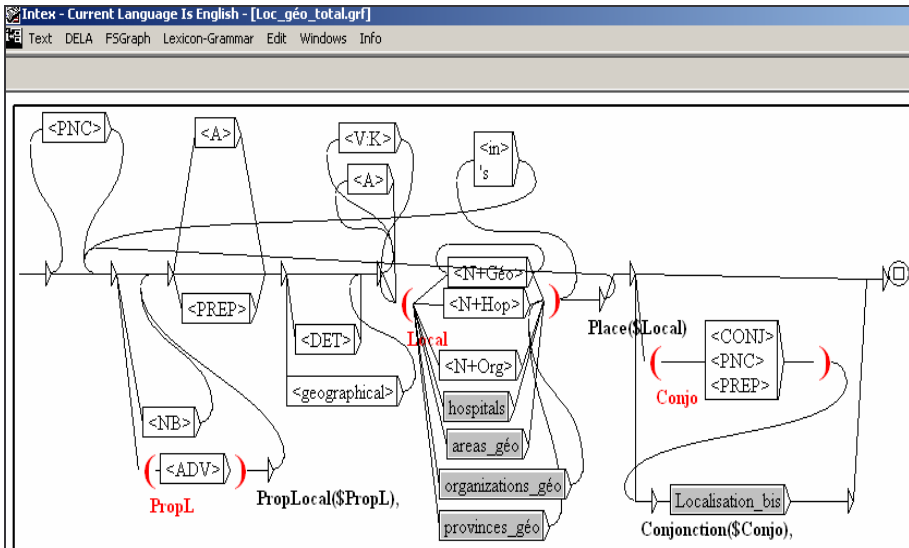 Intex - Current Language Is English - [Loc_géo_total.grf]
Text DELA FSGraph Lexicon-Grammar Edit Windows Info
<PNC>
<A>
<V:K>
<A>
<in>
's
<PREP>
<DET>
<geographical>
<NB>
<ADV>
PropL
PropLocal($PropL),
<N+Géo>
<N+Hop>
Local
<N+Org>
hospitals
areas_géo
organizations_géo
provinces_géo
Place($Local)
<CONJ>
<PNC>
<PREP>
Conjo
Localisation_bis
Conjonction($Conjo),